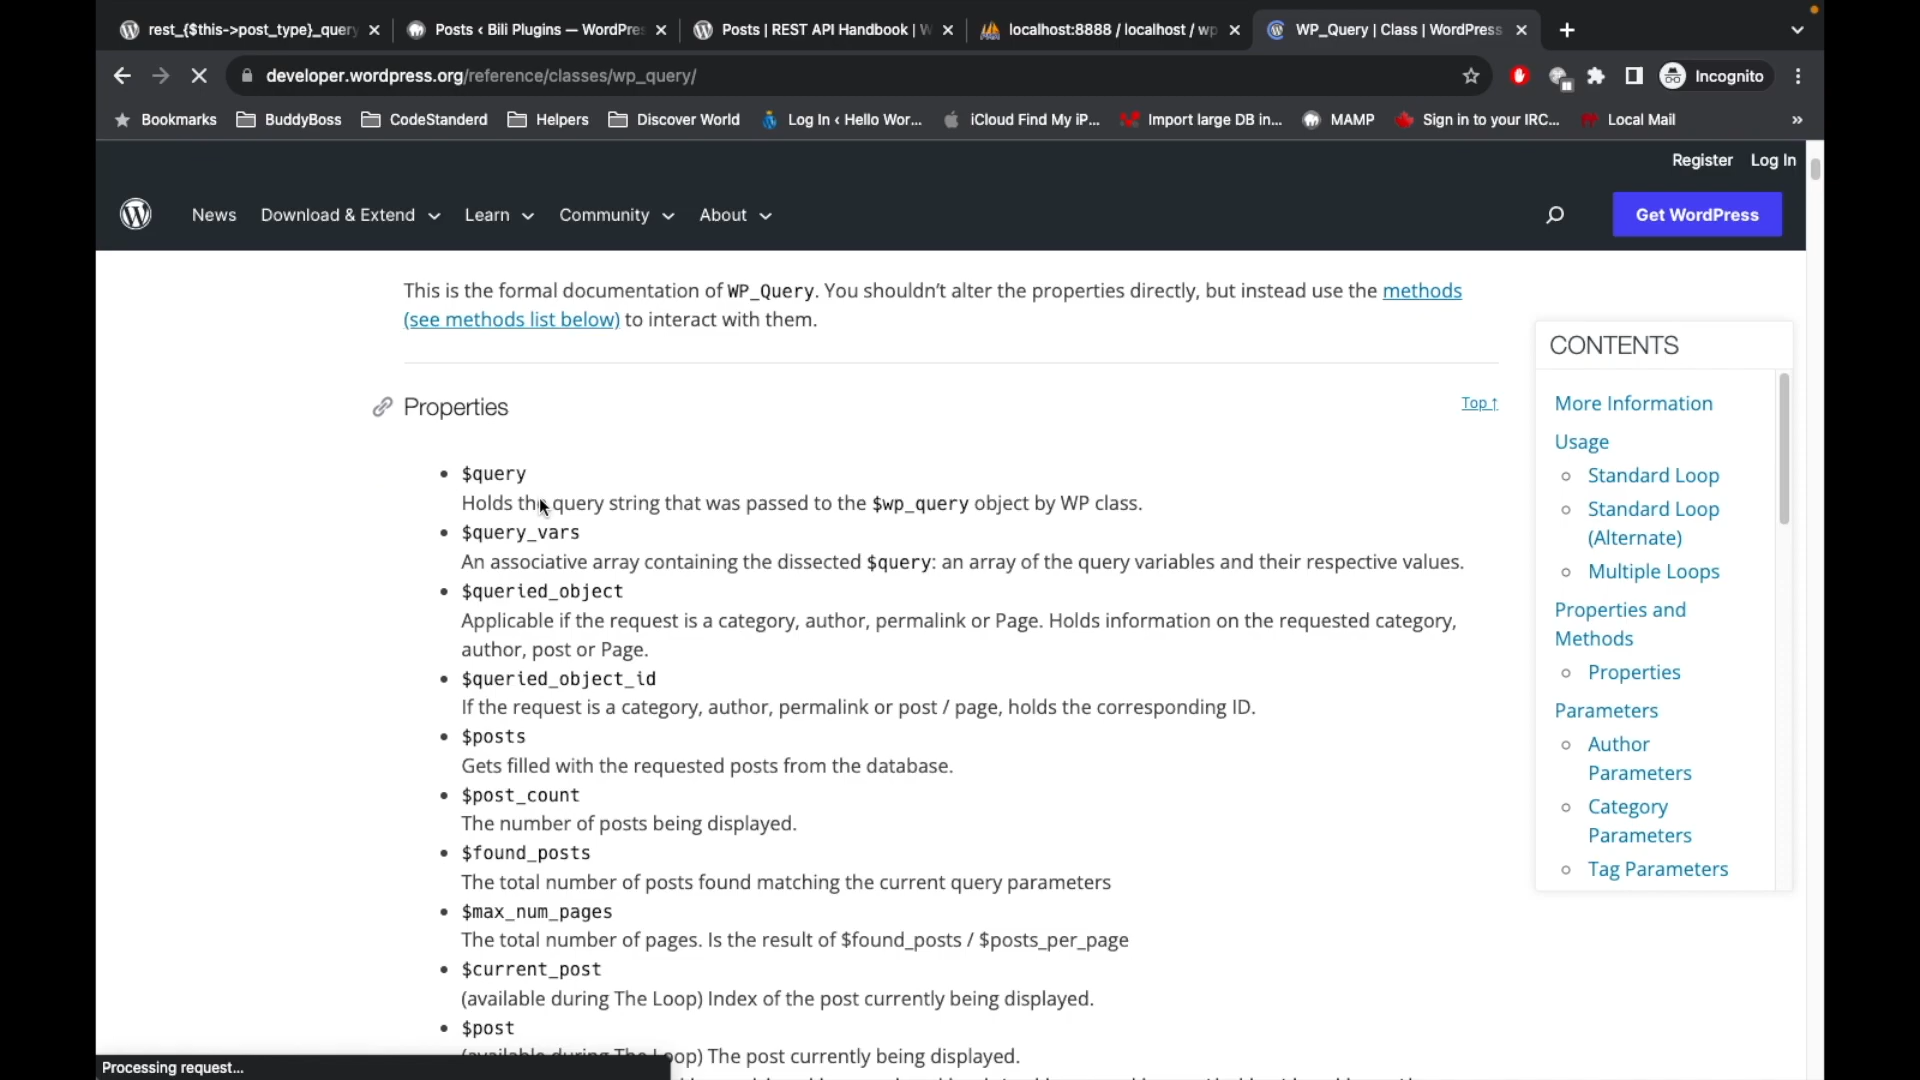 rest_{$this->post_type}_query
Posts ‹ Bili Plugins — WordPre
Posts | REST API Handbook | W
localhost:8888 / localhost / wp
WP_Query | Class | WordPress
developer.wordpress.org/reference/classes/wp_query/
Incognito
Bookmarks
BuddyBoss
CodeStanderd
Helpers
Discover World
Log In ‹ Hello Wor...
iCloud Find My iP...
Import large DB in...
MAMP
Sign in to your IRC...
Local Mail
»
Register
Log In
News
Download & Extend
Learn
Community
About
Get WordPress
This is the formal documentation of WP_Query. You shouldn’t alter the properties directly, but instead use the methods
(see methods list below) to interact with them.
Properties
Top ↑
• $query
Holds the query string that was passed to the $wp_query object by WP class.
• $query_vars
An associative array containing the dissected $query: an array of the query variables and their respective values.
• $queried_object
Applicable if the request is a category, author, permalink or Page. Holds information on the requested category,
author, post or Page.
• $queried_object_id
If the request is a category, author, permalink or post / page, holds the corresponding ID.
• $posts
Gets filled with the requested posts from the database.
• $post_count
The number of posts being displayed.
• $found_posts
The total number of posts found matching the current query parameters
• $max_num_pages
The total number of pages. Is the result of $found_posts / $posts_per_page
• $current_post
(available during The Loop) Index of the post currently being displayed.
• $post
(available during The Loop) The post currently being displayed.
CONTENTS
More Information
Usage
Standard Loop
Standard Loop
(Alternate)
Multiple Loops
Properties and
Methods
Properties
Parameters
Author
Parameters
Category
Parameters
Tag Parameters
Processing request...